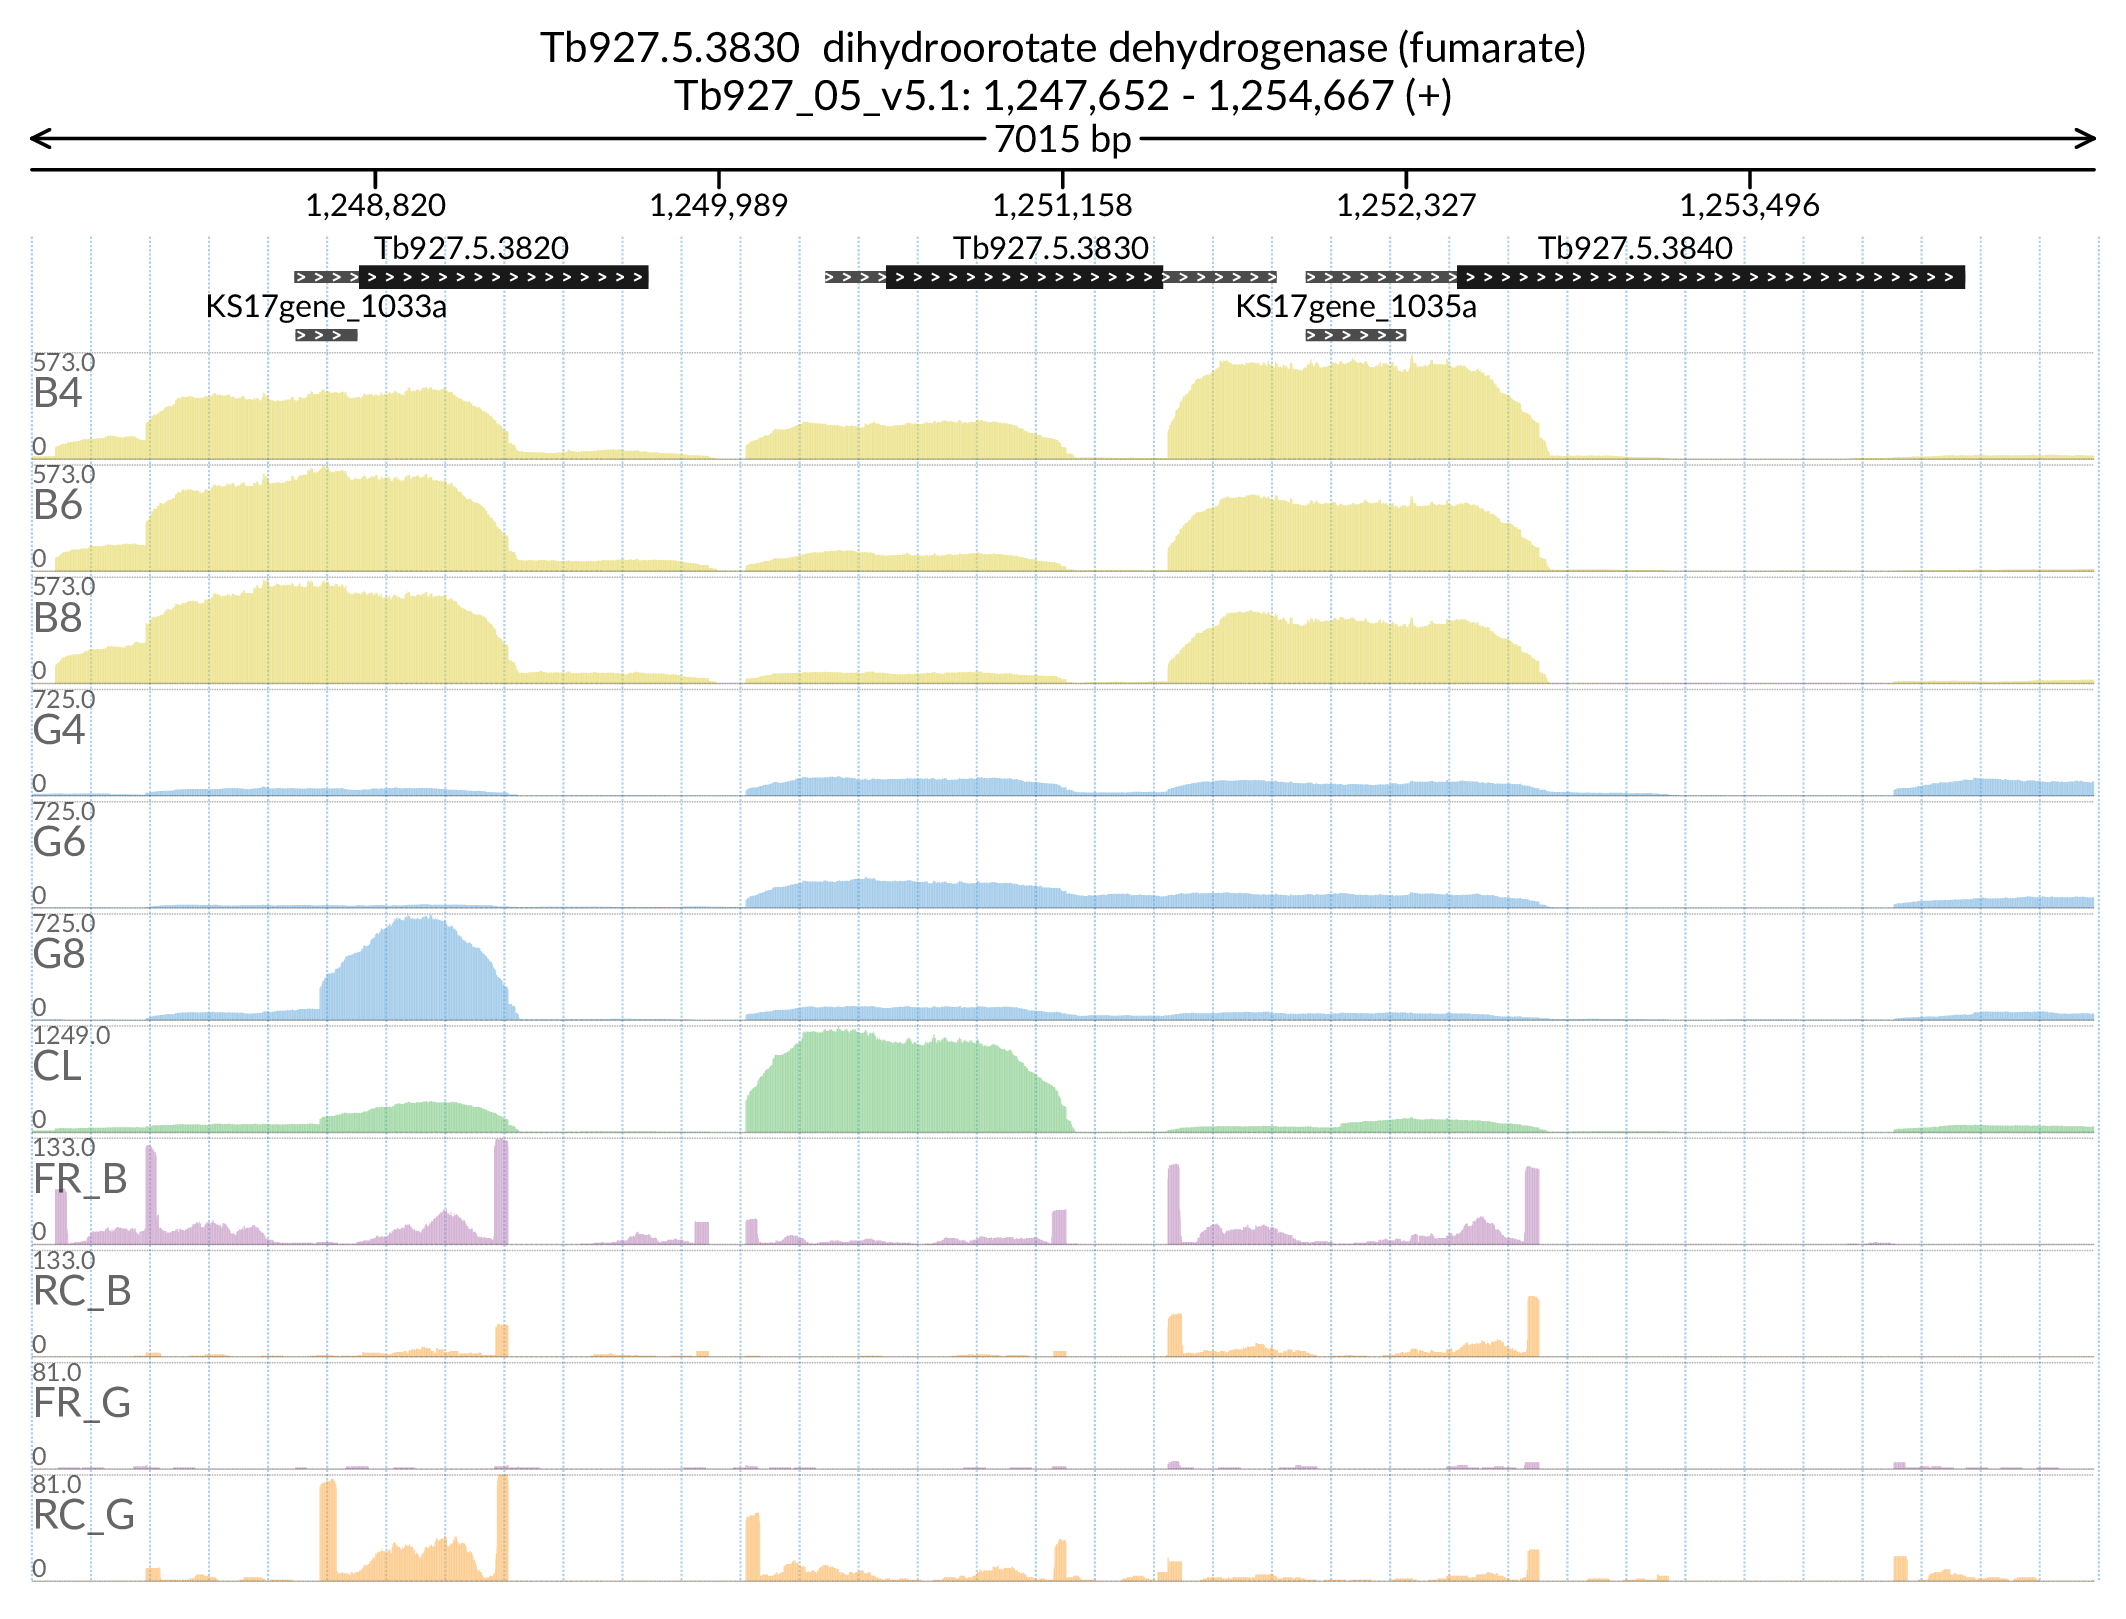 Tb927.5.3830 dihydroorotate dehydrogenase (fumarate)
Tb927_05_v5.1: 1,247,652 - 1,254,667 (+)
7015 bp
1,248,820 1,249,989 1,251,158 1,252,327 1,253,496
Tb927.5.3820 Tb927.5.3830 Tb927.5.3840
KS17gene_1033a KS17gene_1035a
573.0
B4
0
573.0
B6
0
573.0
B8
0
725.0
G4
0
725.0
G6
0
725.0
G8
0
1249.0
CL
0
133.0
FR_B
0
133.0
RC_B
0
81.0
FR_G
0
81.0
RC_G
0